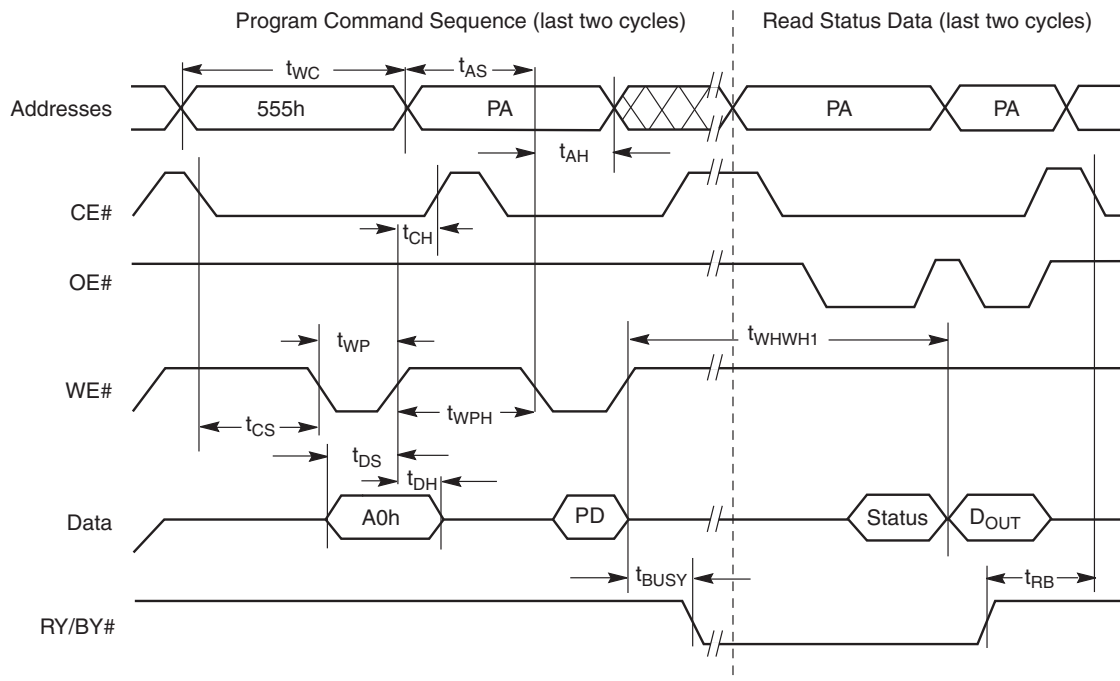 Program Command Sequence (last two cycles)
Read Status Data (last two cycles)
tWC
tAS
Addresses
555h
PA
PA
PA
tAH
CE#
tCH
OE#
tWP
tWHWH1
WE#
tCS
tWPH
tDS
tDH
Data
A0h
PD
Status
DOUT
tBUSY
tRB
RY/BY#